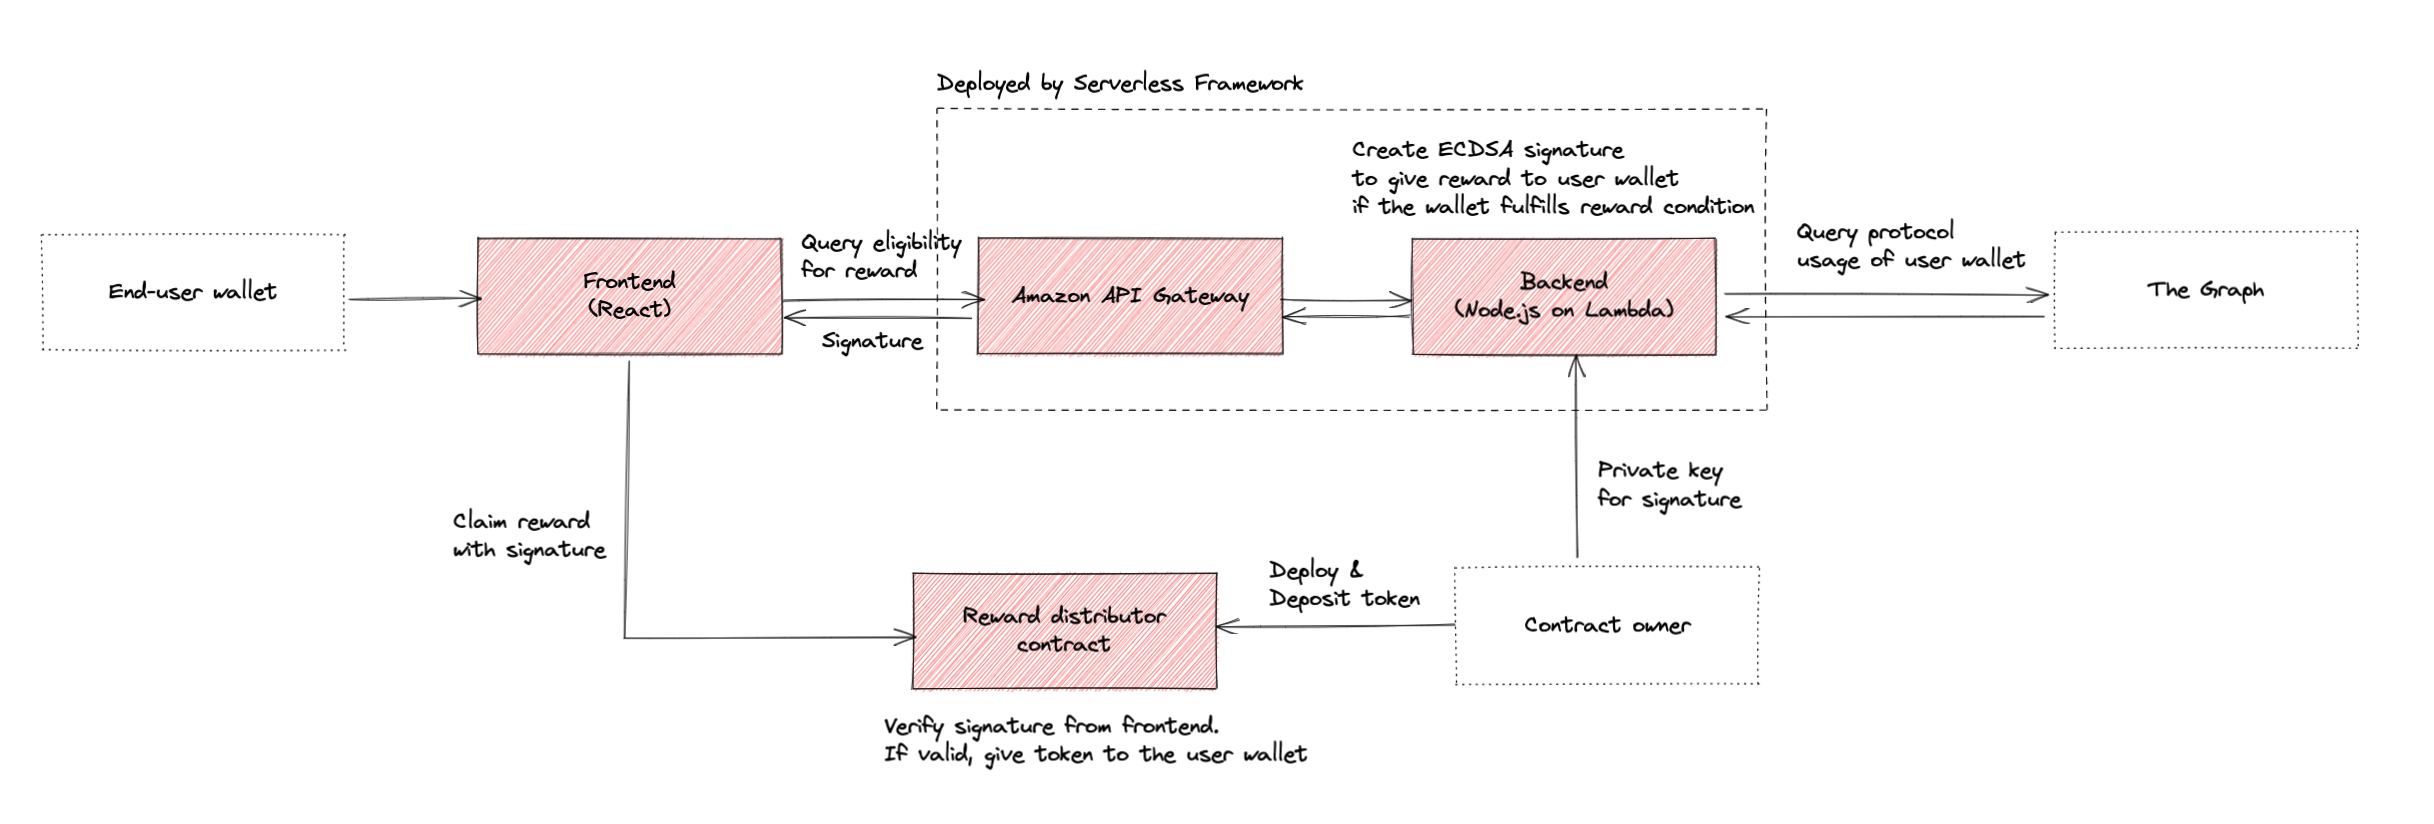 Deployed by Serverless Framework
Create ECDSA signature
to give reward to user wallet
if the wallet fulfills reward condition
End-user wallet
Frontend
(React)
Query eligibility
for reward
Signature
Amazon API Gateway
Backend
(Node.js on Lambda)
Query protocol
usage of user wallet
The Graph
Private key
for signature
Claim reward
with signature
Reward distributor
contract
Deploy &
Deposit token
Contract owner
Verify signature from frontend.
If valid, give token to the user wallet